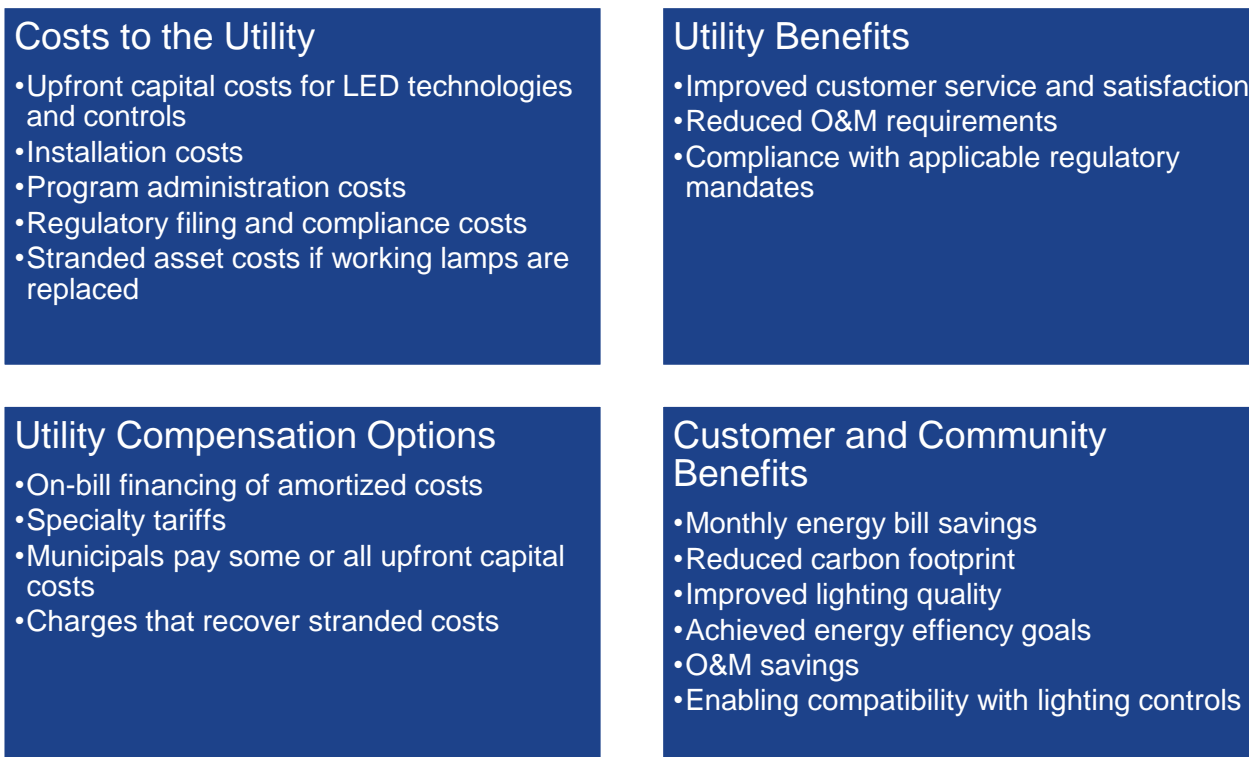 Costs to the Utility
•Upfront capital costs for LED technologies
and controls
•Installation costs
•Program administration costs
•Regulatory filing and compliance costs
•Stranded asset costs if working lamps are
replaced
Utility Benefits
•Improved customer service and satisfaction
•Reduced O&M requirements
•Compliance with applicable regulatory
mandates
Utility Compensation Options
•On-bill financing of amortized costs
•Specialty tariffs
•Municipals pay some or all upfront capital
costs
•Charges that recover stranded costs
Customer and Community
Benefits
•Monthly energy bill savings
•Reduced carbon footprint
•Improved lighting quality
•Achieved energy effiency goals
•O&M savings
•Enabling compatibility with lighting controls